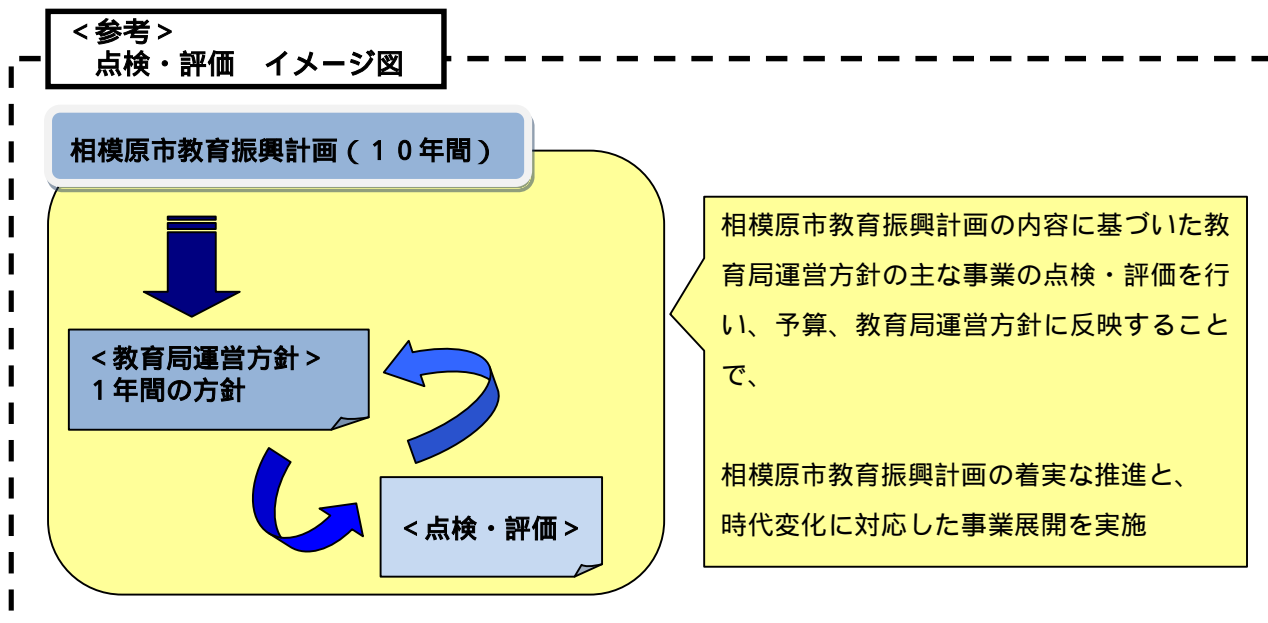 ＜参考＞
点検・評価　イメージ図
相模原市教育振興計画（１０年間）
＜教育局運営方針＞
１年間の方針
＜点検・評価＞
相模原市教育振興計画の内容に基づいた教
育局運営方針の主な事業の点検・評価を行
い、予算、教育局運営方針に反映すること
で、
相模原市教育振興計画の着実な推進と、
時代変化に対応した事業展開を実施